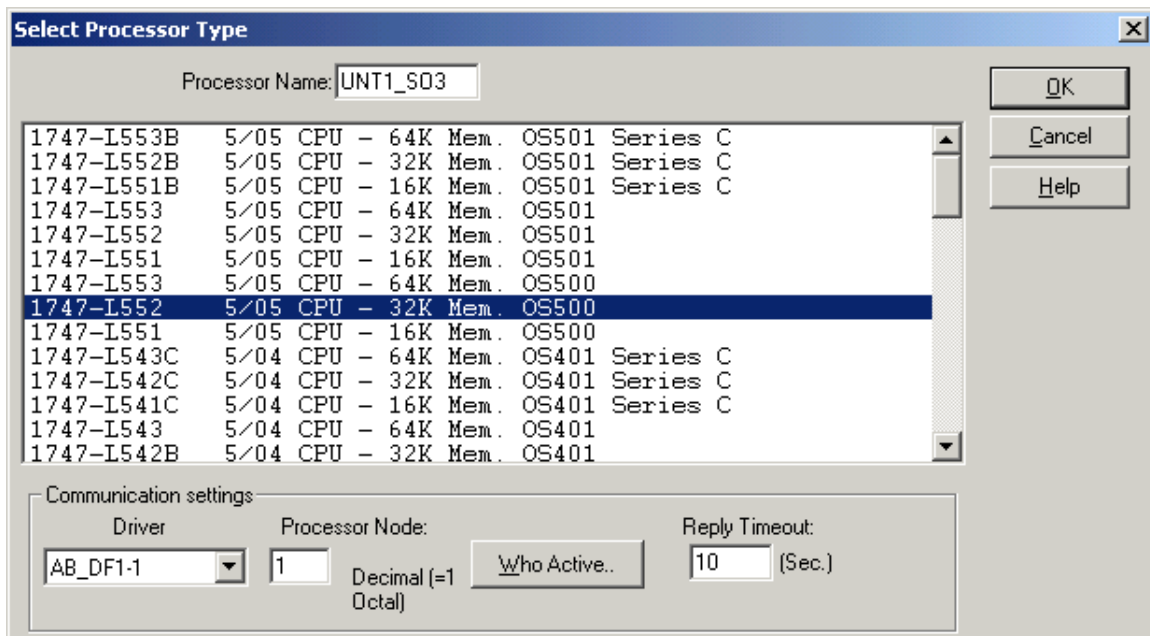 Select Processor Type
Processor Name: UNT1_SO3
OK
Cancel
Help
1747-L553B 5/05 CPU - 64K Mem. OS501 Series C
1747-L552B 5/05 CPU - 32K Mem. OS501 Series C
1747-L551B 5/05 CPU - 16K Mem. OS501 Series C
1747-L553 5/05 CPU - 64K Mem. OS501
1747-L552 5/05 CPU - 32K Mem. OS501
1747-L551 5/05 CPU - 16K Mem. OS501
1747-L553 5/05 CPU - 64K Mem. OS500
1747-L552 5/05 CPU - 32K Mem. OS500
1747-L551 5/05 CPU - 16K Mem. OS500
1747-L543C 5/04 CPU - 64K Mem. OS401 Series C
1747-L542C 5/04 CPU - 32K Mem. OS401 Series C
1747-L541C 5/04 CPU - 16K Mem. OS401 Series C
1747-L543 5/04 CPU - 64K Mem. OS401
1747-L542B 5/04 CPU - 32K Mem. OS401
Communication settings
Driver Processor Node: Reply Timeout:
AB_DF1-1 1 Decimal (=1 Octal) Who Active.. 10 (Sec.)